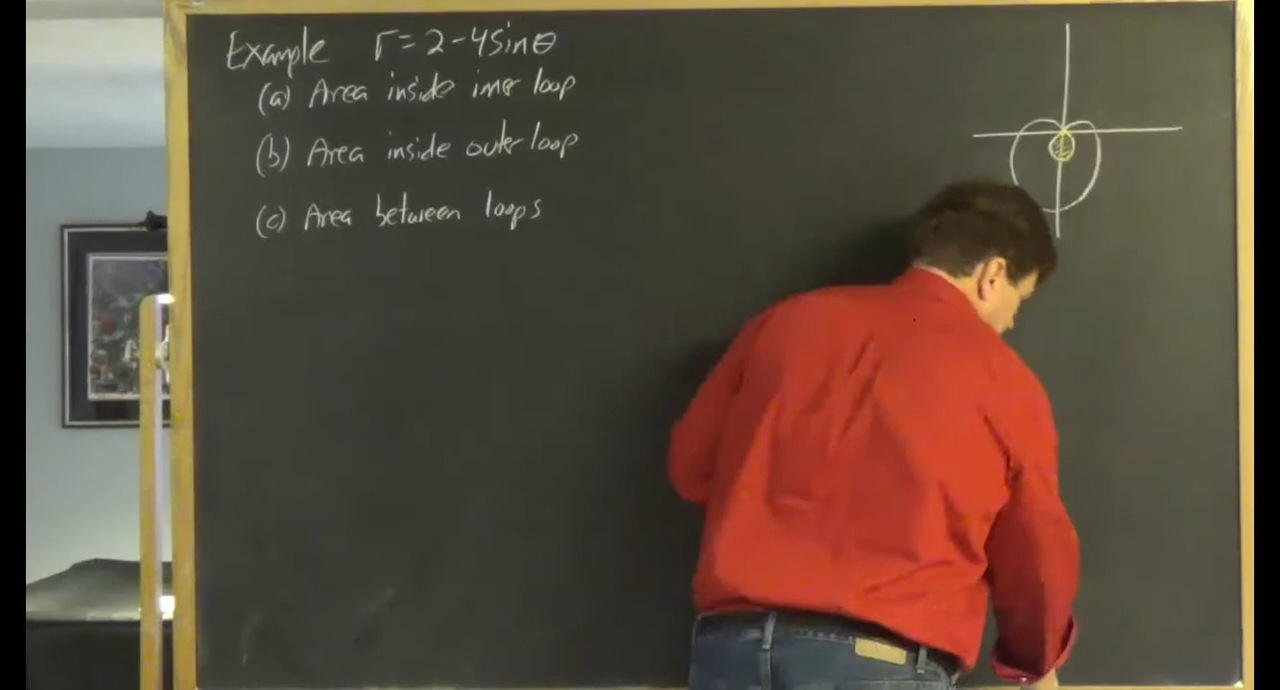 Example r=2-4sinθ
(a) Area inside inner loop
(b) Area inside outer loop
(c) Area between loops